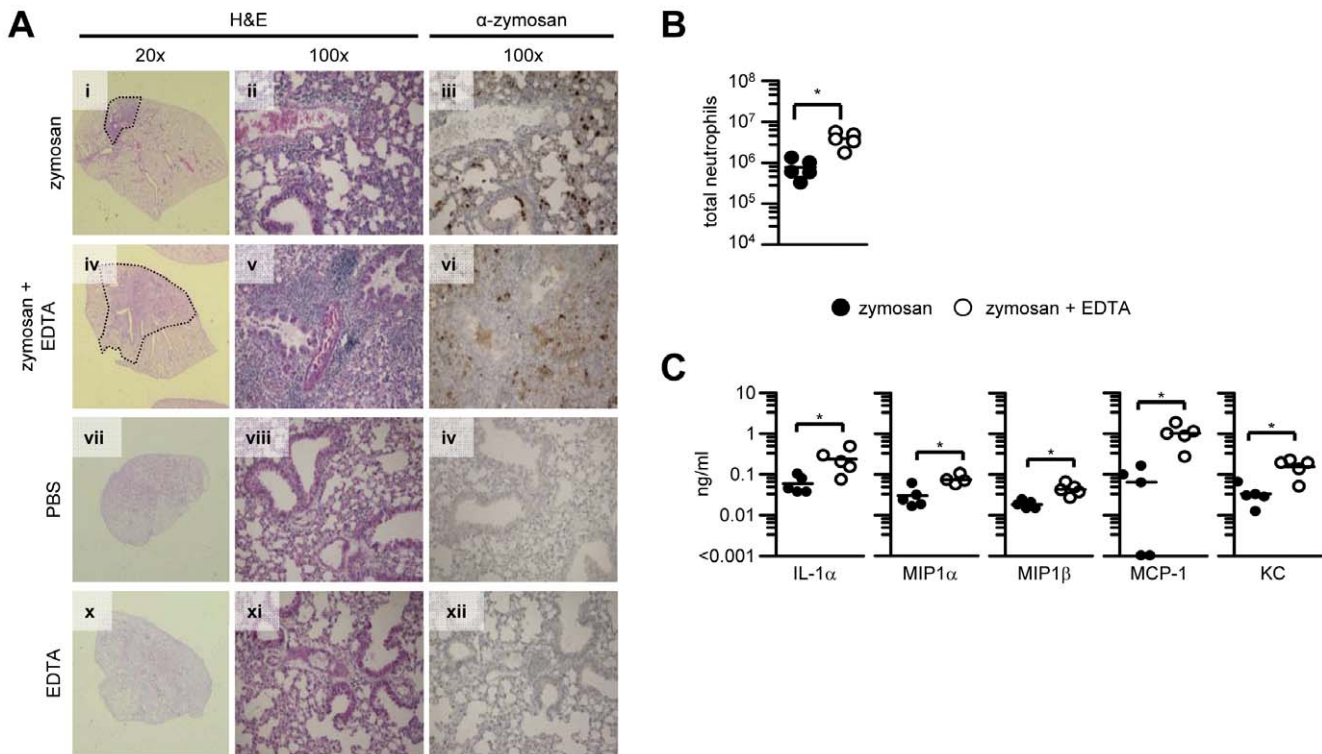 A
H&E
α-zymosan
20x
100x
100x
zymosan
i
ii
iii
zymosan +
EDTA
iv
v
vi
PBS
vii
viii
iv
EDTA
x
xi
xii
B
total neutrophils
10⁸
10⁷
10⁶
10⁵
10⁴
*
zymosan
zymosan + EDTA
C
ng/ml
10
1
0.1
0.01
<0.001
*
*
*
*
*
IL-1α
MIP1α
MIP1β
MCP-1
KC